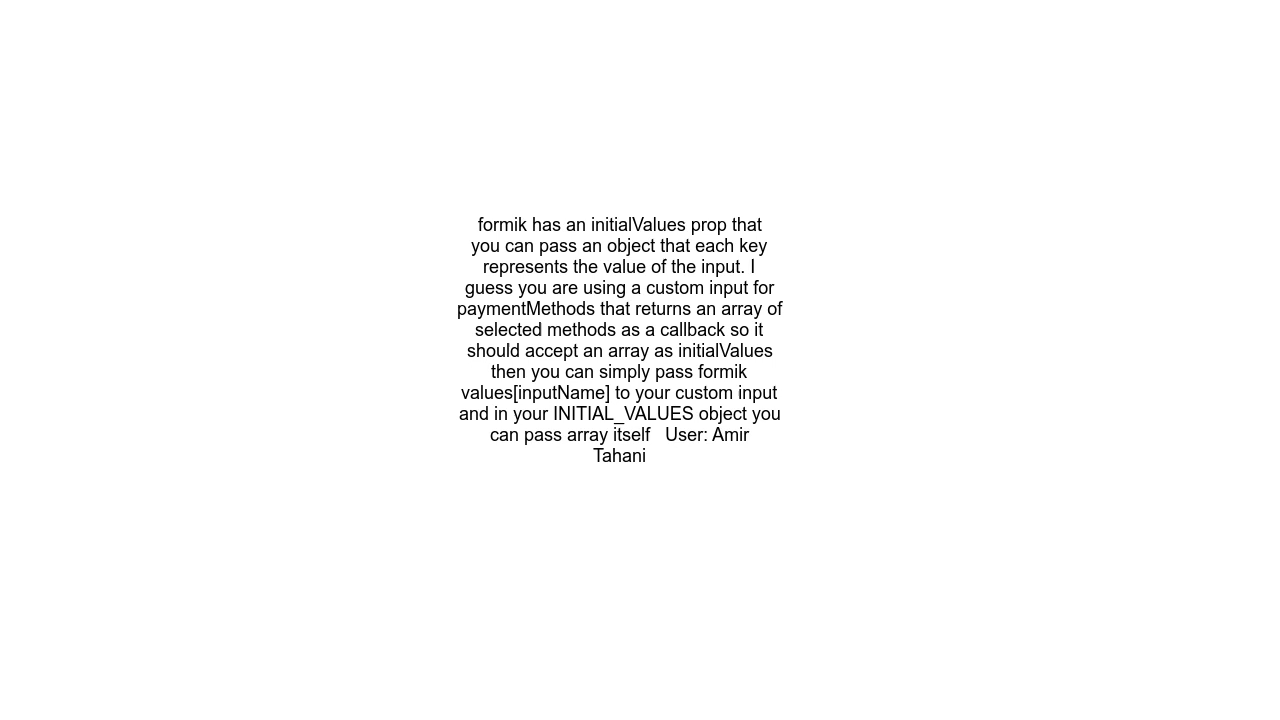 formik has an initialValues prop that
you can pass an object that each key
represents the value of the input. I
guess you are using a custom input for
paymentMethods that returns an array of
selected methods as a callback so it
should accept an array as initialValues
then you can simply pass formik
values[inputName] to your custom input
and in your INITIAL_VALUES object you
can pass array itself   User: Amir
Tahani